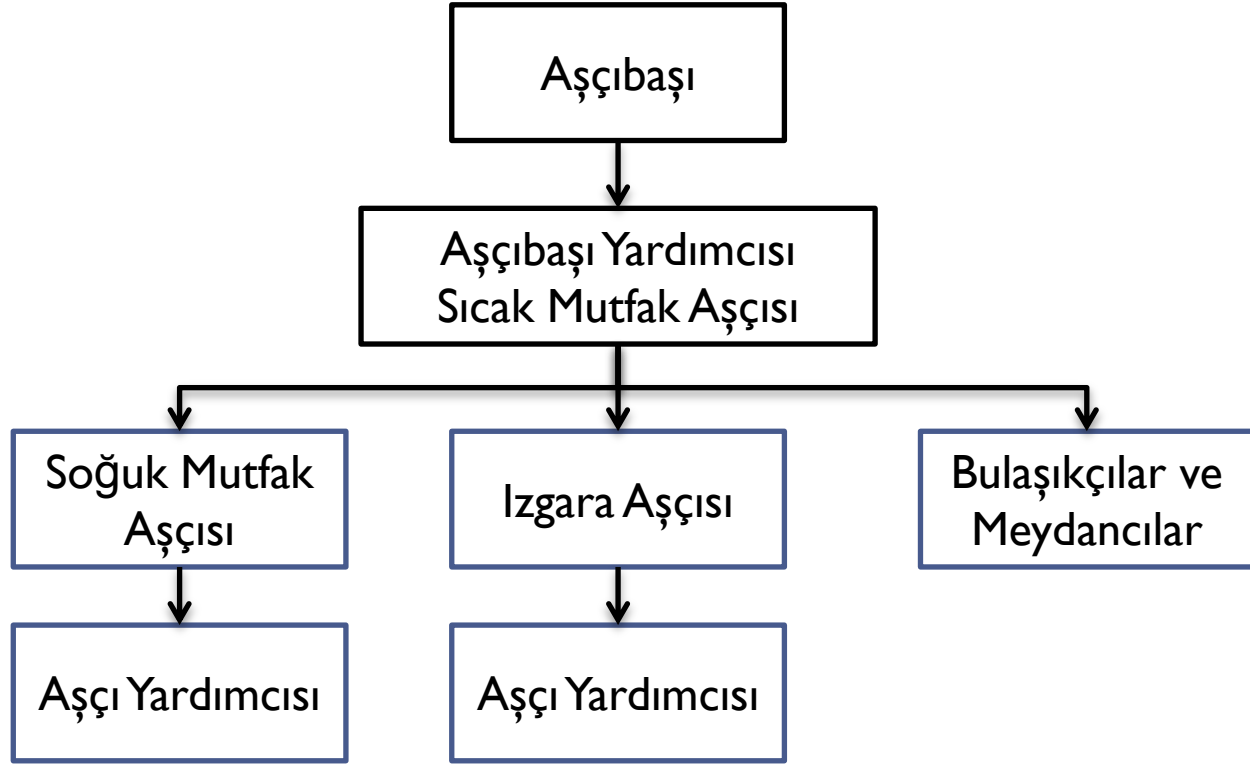 Aşçıbaşı
Aşçıbaşı Yardımcısı
Sıcak Mutfak Aşçısı
Soğuk Mutfak
Aşçısı
Izgara Aşçısı
Bulaşıkçılar ve
Meydancılar
Aşçı Yardımcısı
Aşçı Yardımcısı